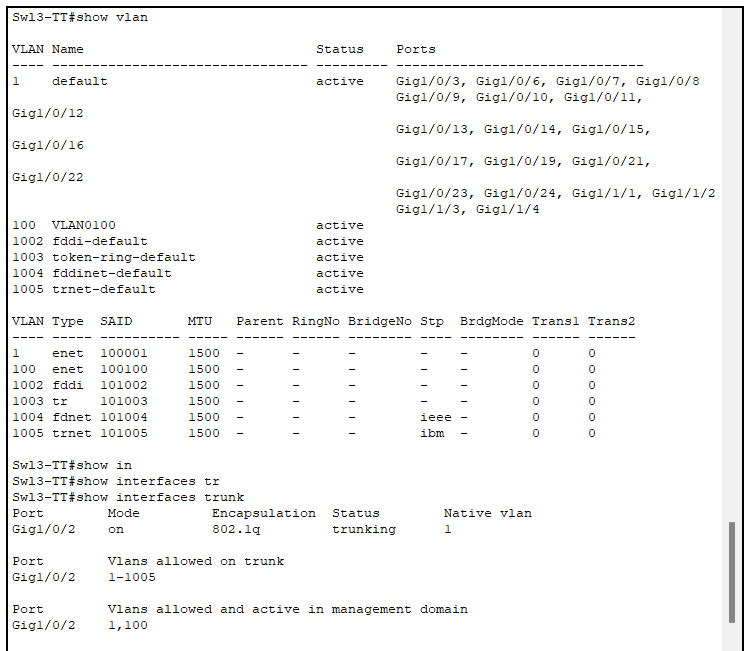 Swl3-TT#show vlan
VLAN Name                             Status    Ports
---- -------------------------------- --------- -------------------------------
1    default                          active    Gig1/0/3, Gig1/0/6, Gig1/0/7, Gig1/0/8
                                                Gig1/0/9, Gig1/0/10, Gig1/0/11,
Gig1/0/12
                                                Gig1/0/13, Gig1/0/14, Gig1/0/15,
Gig1/0/16
                                                Gig1/0/17, Gig1/0/19, Gig1/0/21,
Gig1/0/22
                                                Gig1/0/23, Gig1/0/24, Gig1/1/1, Gig1/1/2
                                                Gig1/1/3, Gig1/1/4
100  VLAN0100                         active
1002 fddi-default                     active
1003 token-ring-default               active
1004 fddinet-default                  active
1005 trnet-default                    active
VLAN Type  SAID       MTU   Parent RingNo BridgeNo Stp  BrdgMode Trans1 Trans2
---- ----- ---------- ----- ------ ------ -------- ---- -------- ------ ------
1    enet  100001     1500  -      -      -        -    -        0      0
100  enet  100100     1500  -      -      -        -    -        0      0
1002 fddi  101002     1500  -      -      -        -    -        0      0
1003 tr    101003     1500  -      -      -        -    -        0      0
1004 fdnet 101004     1500  -      -      -        ieee -        0      0
1005 trnet 101005     1500  -      -      -        ibm  -        0      0
Swl3-TT#show in
Swl3-TT#show interfaces tr
Swl3-TT#show interfaces trunk
Port        Mode         Encapsulation  Status        Native vlan
Gig1/0/2    on           802.1q         trunking      1
Port        Vlans allowed on trunk
Gig1/0/2    1-1005
Port        Vlans allowed and active in management domain
Gig1/0/2    1,100